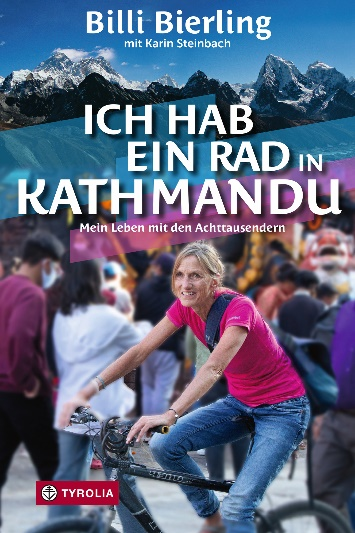 Billi Bierling
mit Karin Steinbach
ICH HAB
EIN RAD IN
KATHMANDU
Mein Leben mit den Achttausendern
TYROLIA